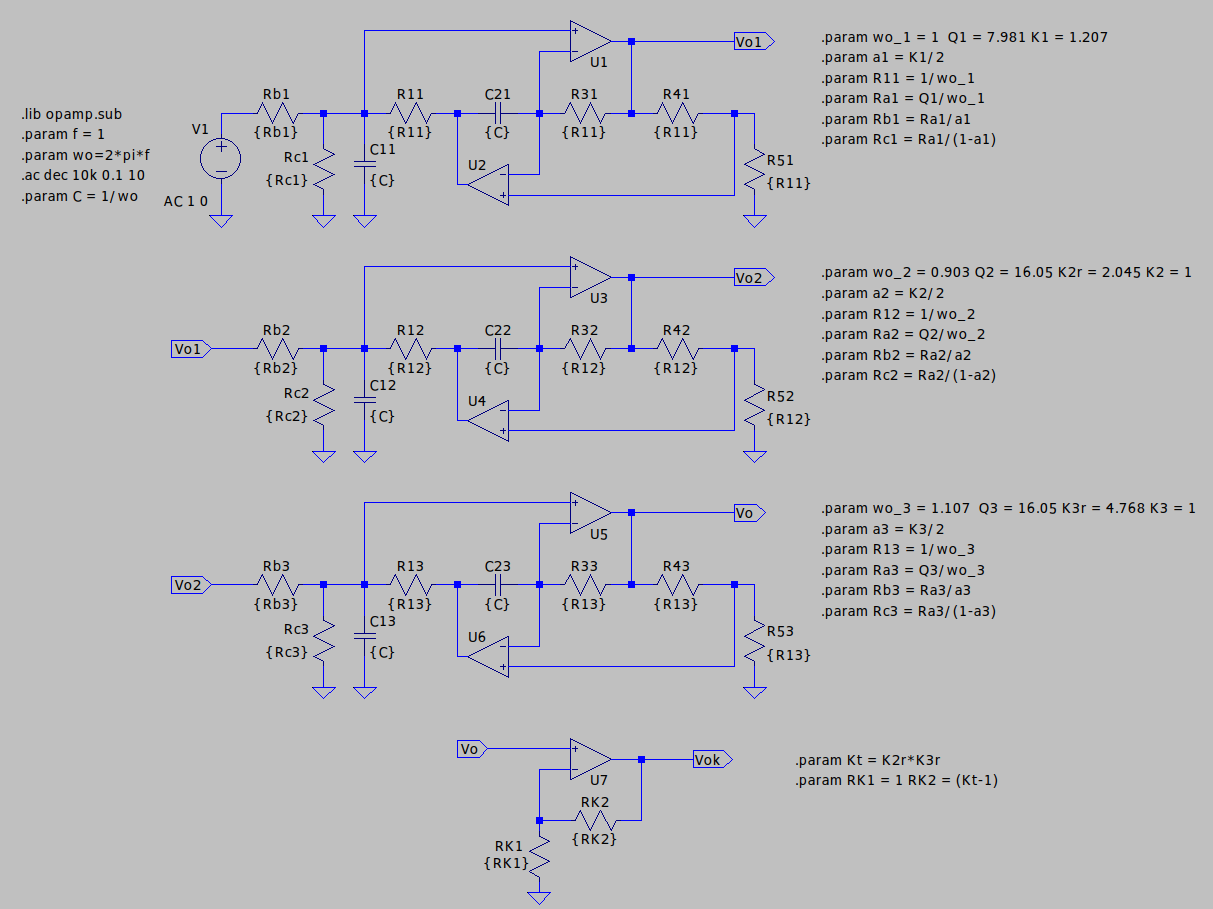 .lib opamp.sub
.param f = 1
.param wo=2*pi*f
.ac dec 10k 0.1 10
.param C = 1/wo
V1
AC 1 0
Rb1
{Rb1}
Rc1
{Rc1}
C11
{C}
R11
{R11}
C21
{C}
U2
U1
R31
{R11}
R41
{R11}
R51
{R11}
Vo1
.param wo_1 = 1 Q1 = 7.981 K1 = 1.207
.param a1 = K1/2
.param R11 = 1/wo_1
.param Ra1 = Q1/wo_1
.param Rb1 = Ra1/a1
.param Rc1 = Ra1/(1-a1)
Vo1
Rb2
{Rb2}
Rc2
{Rc2}
C12
{C}
R12
{R12}
C22
{C}
U4
U3
R32
{R12}
R42
{R12}
R52
{R12}
Vo2
.param wo_2 = 0.903 Q2 = 16.05 K2r = 2.045 K2 = 1
.param a2 = K2/2
.param R12 = 1/wo_2
.param Ra2 = Q2/wo_2
.param Rb2 = Ra2/a2
.param Rc2 = Ra2/(1-a2)
Vo2
Rb3
{Rb3}
Rc3
{Rc3}
C13
{C}
R13
{R13}
C23
{C}
U6
U5
R33
{R13}
R43
{R13}
R53
{R13}
Vo
.param wo_3 = 1.107 Q3 = 16.05 K3r = 4.768 K3 = 1
.param a3 = K3/2
.param R13 = 1/wo_3
.param Ra3 = Q3/wo_3
.param Rb3 = Ra3/a3
.param Rc3 = Ra3/(1-a3)
Vo
U7
Vok
RK2
{RK2}
RK1
{RK1}
.param Kt = K2r*K3r
.param RK1 = 1 RK2 = (Kt-1)